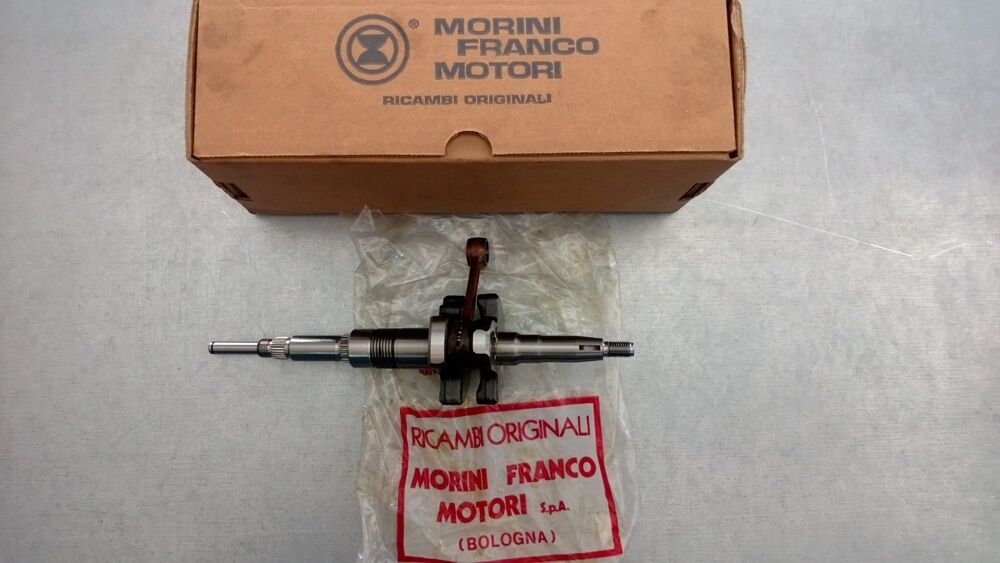 ®
MORINI
FRANCO
MOTORI
RICAMBI ORIGINALI
RICAMBI ORIGINALI
MORINI FRANCO
MOTORI S.p.A.
(BOLOGNA)